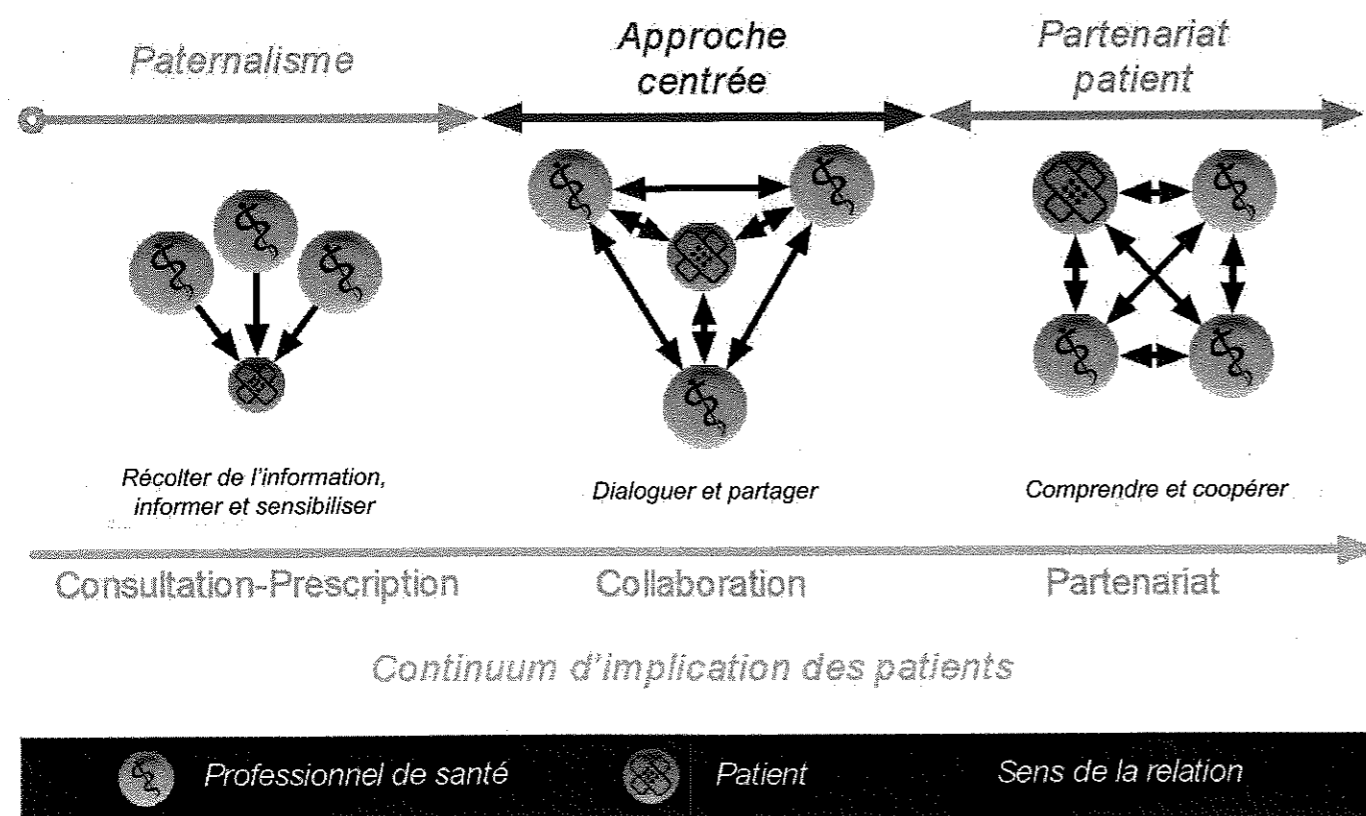 Paternalisme
Approche
centrée
Partenariat
patient
Récolter de l'information,
informer et sensibiliser
Dialoguer et partager
Comprendre et coopérer
Consultation-Prescription
Collaboration
Partenariat
Continuum d'implication des patients
Professionnel de santé
Patient
Sens de la relation